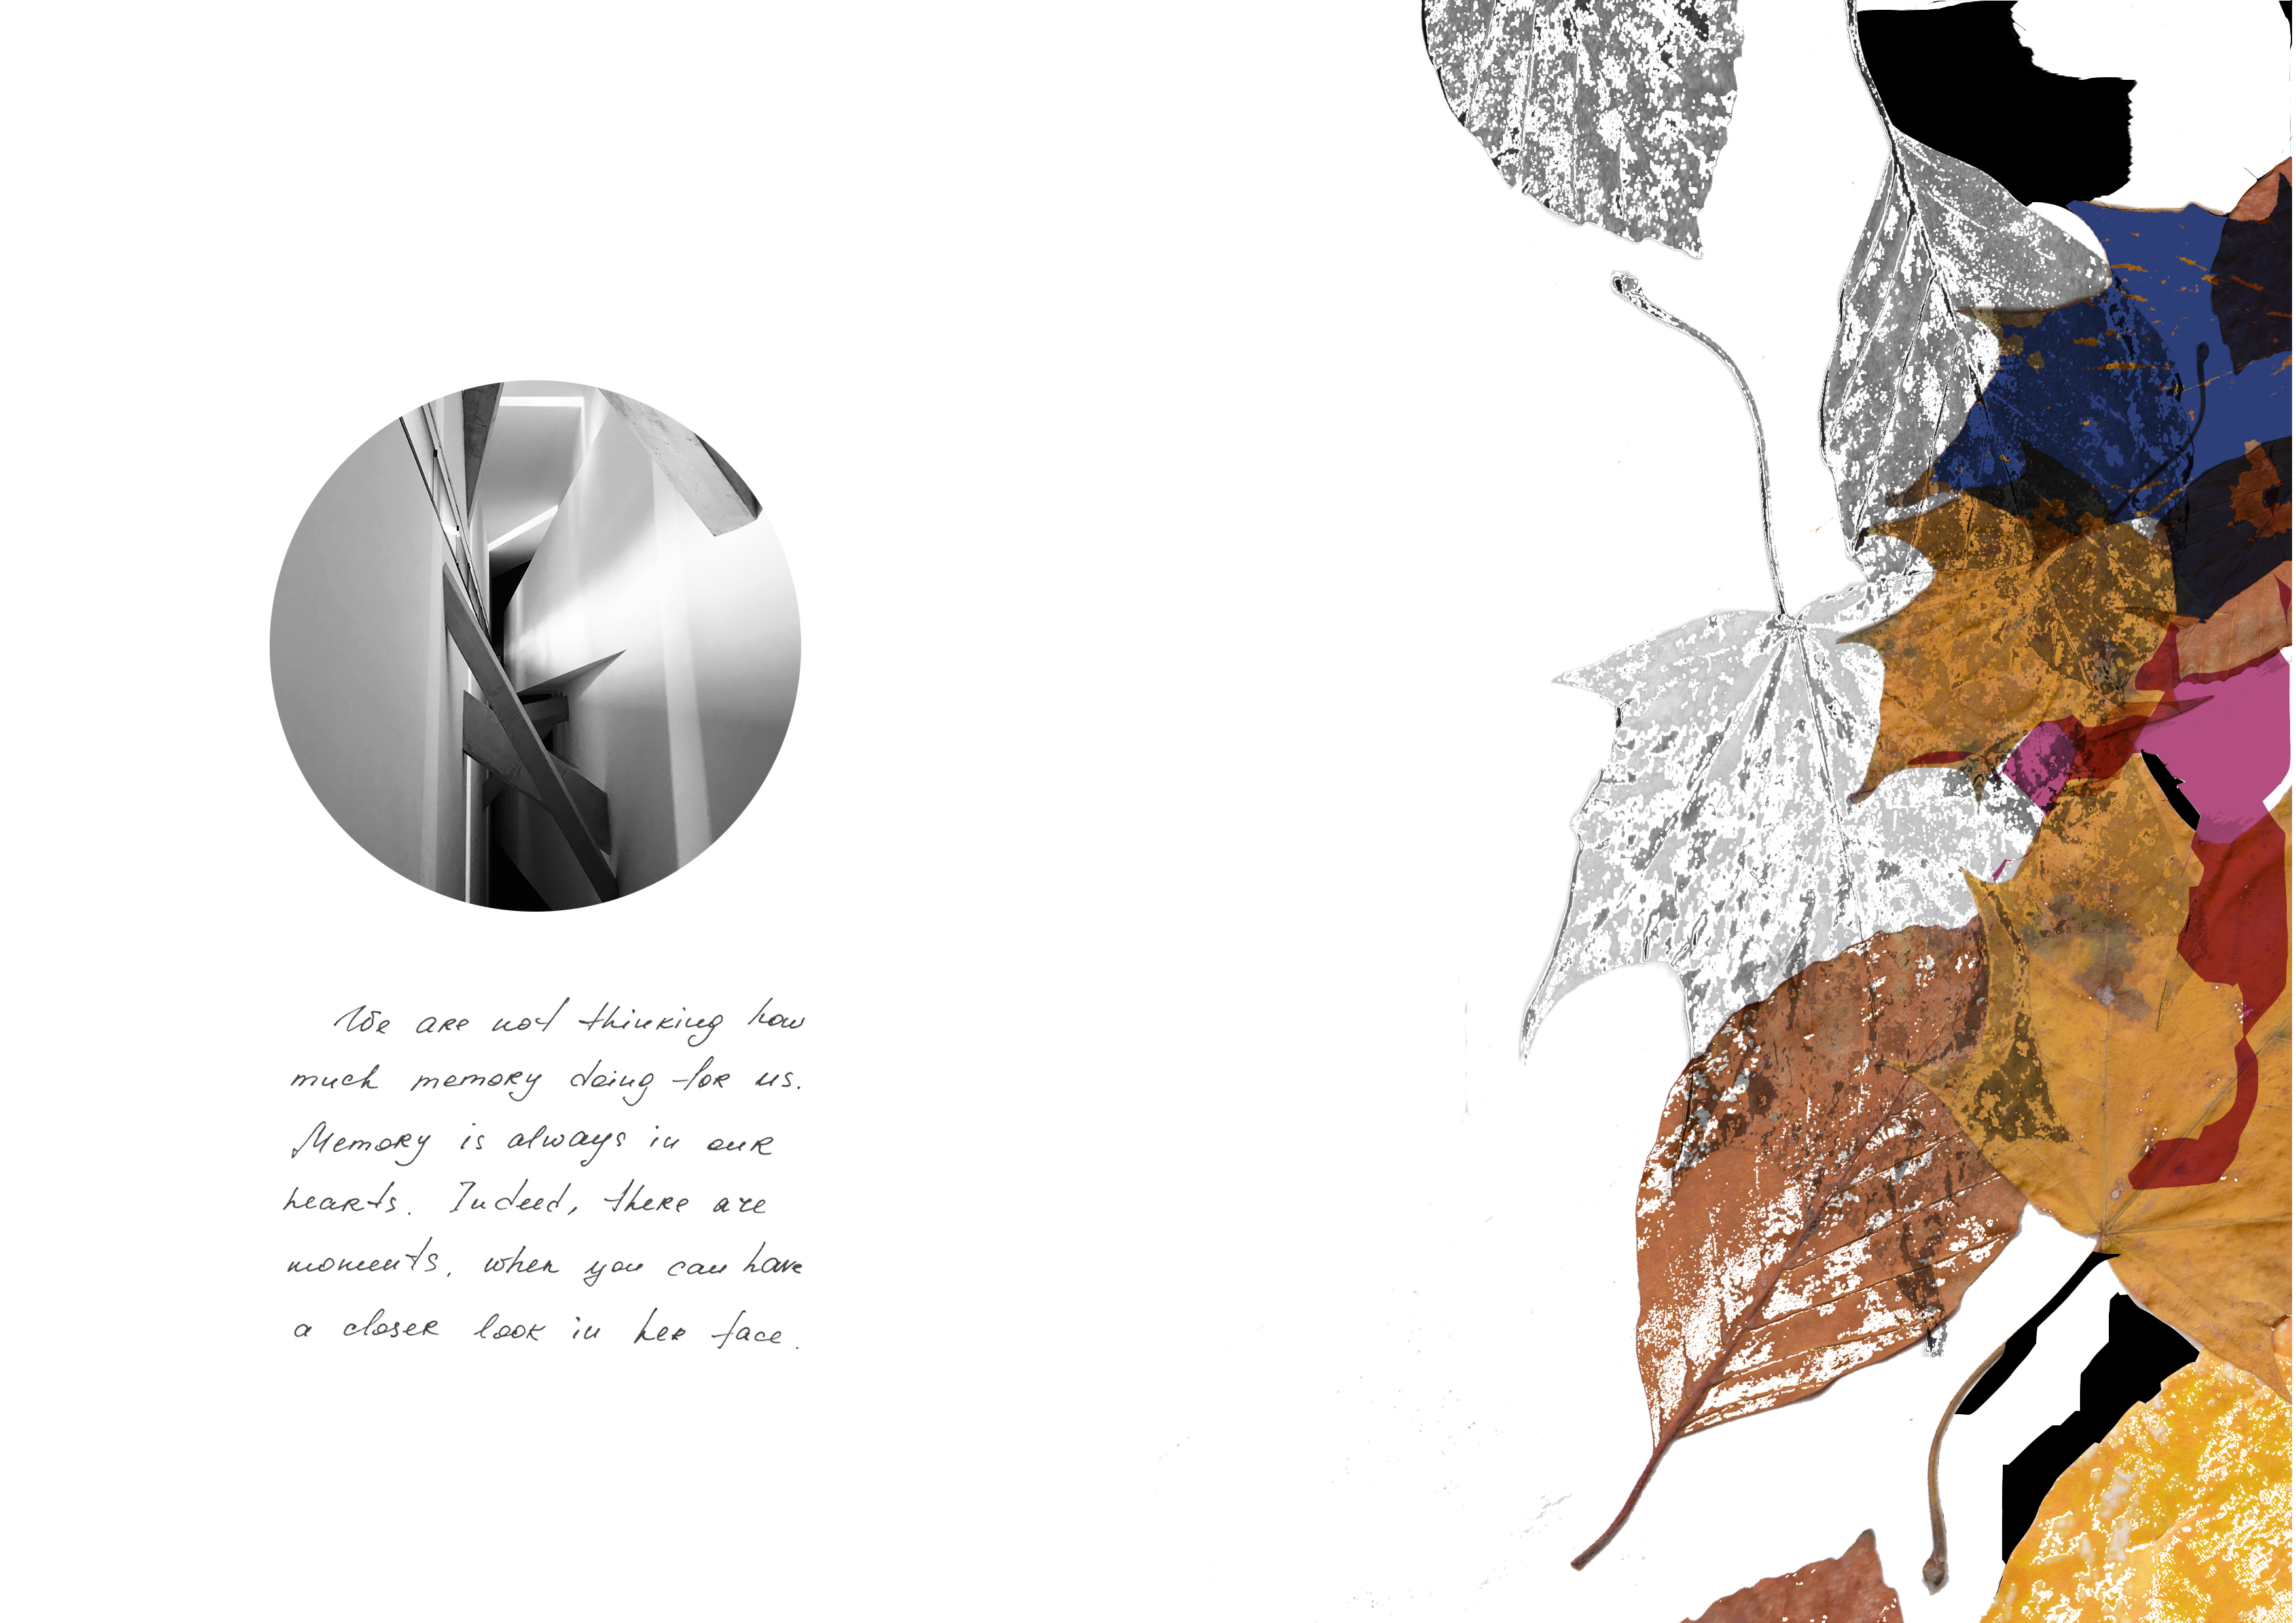 We are not thinking how
much memory doing for us.
Memory is always in our
hearts. Indeed, there are
moments, when you can have
a closer look in her face.